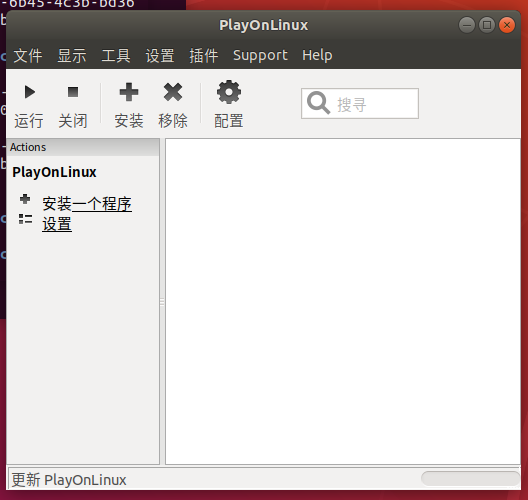 -6b45-4c3b-bd36
PlayOnLinux
文件 显示 工具 设置 插件 Support Help
运行 关闭 安装 移除 配置 搜寻
Actions
PlayOnLinux
安装一个程序
设置
更新 PlayOnLinux